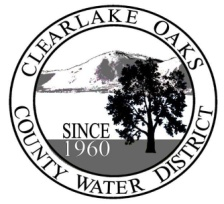 CLEARLAKE OAKS
SINCE
1960
COUNTY WATER DISTRICT